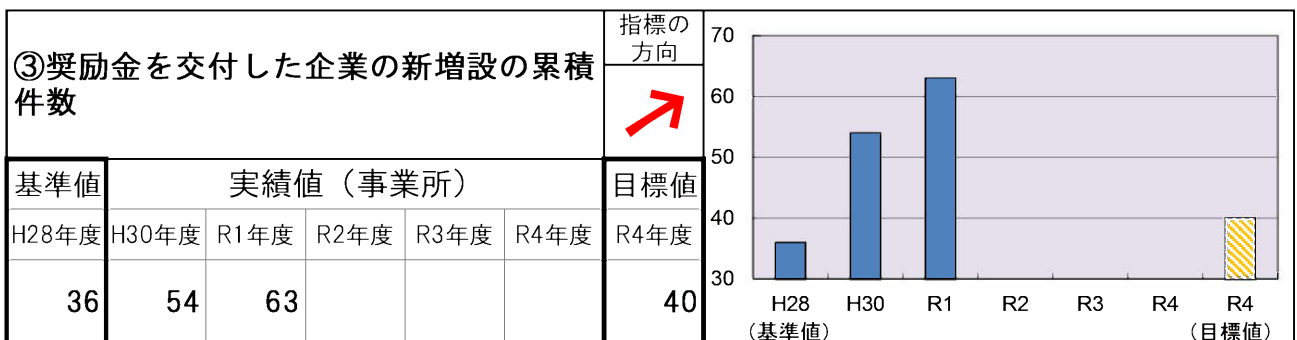 ③奨励金を交付した企業の新増設の累積
件数
指標の
方向
基準値 実績値（事業所） 目標値
H28年度 H30年度 R1年度 R2年度 R3年度 R4年度 R4年度
36 54 63 40
70
60
50
40
30
H28 H30 R1 R2 R3 R4 R4
（基準値） （目標値）